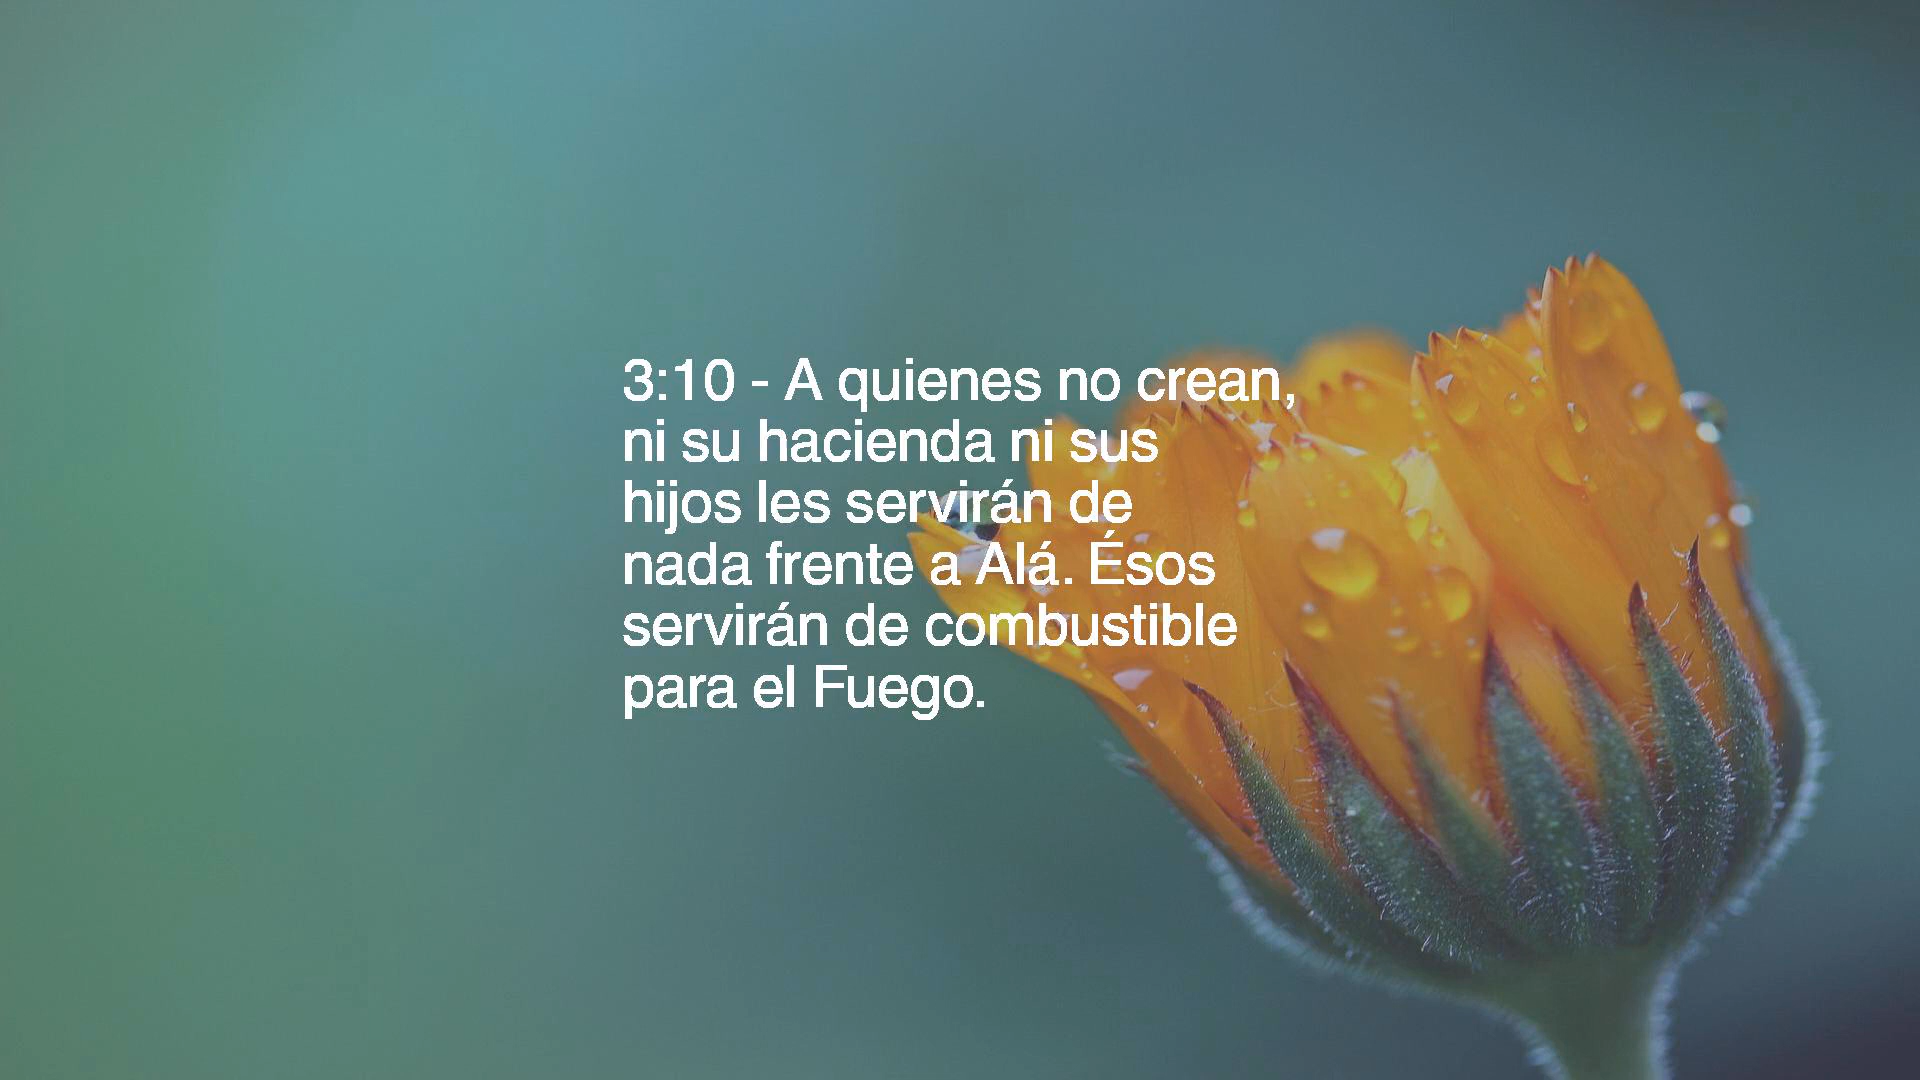 3:10 - A quienes no crean,
ni su hacienda ni sus
hijos les servirán de
nada frente a Alá. Ésos
servirán de combustible
para el Fuego.